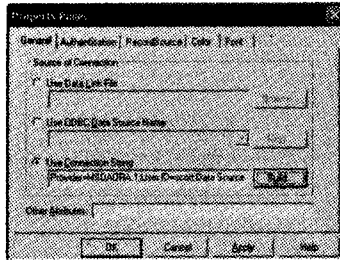 Property Pages
General Authentication RecordSource Color Font
Source of Connection
Use Data Link File
Use ODBC Data Source Name
Use Connection String
Provider=MSDAORA.1;User ID=scott;Data Source
Build
Other Attributes:
OK Cancel Apply Help